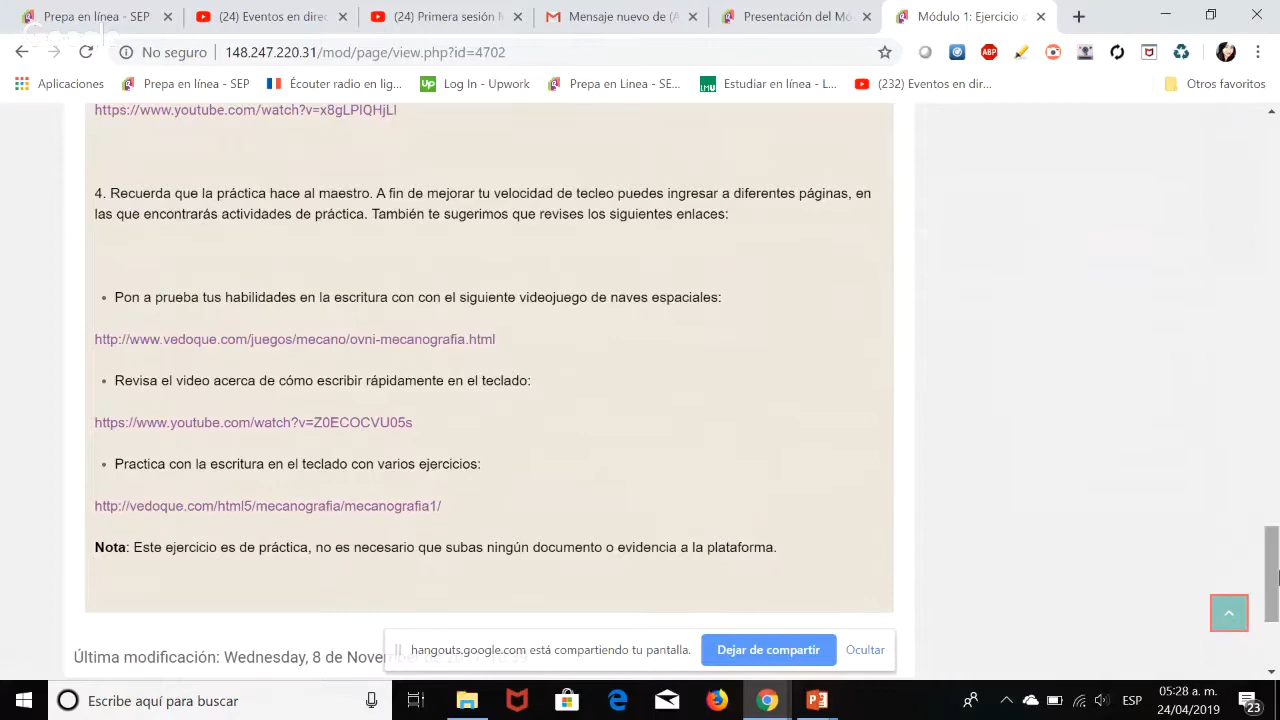 Prepa en línea - SEP
(24) Eventos en direc
(24) Primera sesión
Mensaje nuevo de (A
Presentación del Mó
Módulo 1: Ejercicio
No seguro
148.247.220.31/mod/page/view.php?id=4702
Aplicaciones
Prepa en línea - SEP
Écouter radio en lig...
Log In - Upwork
Prepa en Linea - SE...
Estudiar en línea - L...
(232) Eventos en dir...
Otros favoritos
4. Recuerda que la práctica hace al maestro. A fin de mejorar tu velocidad de tecleo puedes ingresar a diferentes páginas, en
las que encontrarás actividades de práctica. También te sugerimos que revises los siguientes enlaces:
• Pon a prueba tus habilidades en la escritura con con el siguiente videojuego de naves espaciales:
http://www.vedoque.com/juegos/mecano/ovni-mecanografia.html
• Revisa el video acerca de cómo escribir rápidamente en el teclado:
https://www.youtube.com/watch?v=Z0ECOCVU05s
• Practica con la escritura en el teclado con varios ejercicios:
http://vedoque.com/html5/mecanografia/mecanografia1/
Nota: Este ejercicio es de práctica, no es necesario que subas ningún documento o evidencia a la plataforma.
hangouts.google.com está compartiendo tu pantalla.
Dejar de compartir
Ocultar
Última modificación: Wednesday, 8 de Nove
Escribe aquí para buscar
ESP
05:28 a. m.
24/04/2019
23